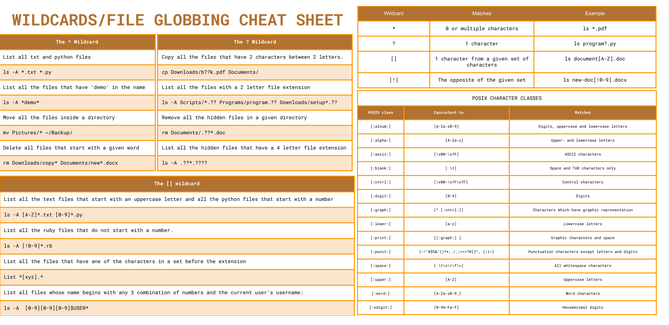 WILDCARDS/FILE GLOBBING CHEAT SHEET
The * Wildcard
List all txt and python files
ls -A *.txt *.py
List all the files that have 'demo' in the name
ls -A *demo*
Move all the files inside a directory
mv Pictures/* ~/Backup/
Delete all files that start with a given word
rm Downloads/copy* Documents/new*.docx
The ? Wildcard
Copy all the files that have 2 characters between 2 letters.
cp Downloads/b??k.pdf Documents/
List all the files with a 2 letter file extension
ls -A Scripts/*.?? Programs/program.?? Downloads/setup*.??
Remove all the hidden files in a given directory
rm Documents/.??*.doc
List all the hidden files that have a 4 letter file extension
ls -A .??*.????
The [] wildcard
List all the text files that start with an uppercase letter and all the python files that start with a number
ls -A [A-Z]*.txt [0-9]*.py
List all the ruby files that do not start with a number.
ls -A [!0-9]*.rb
List all the files that have one of the characters in a set before the extension
List *[xyz].*
List all files whose name begins with any 3 combination of numbers and the current user's username:
ls -A [0-9][0-9][0-9]$USER*
Wildcard Matches Example
* 0 or multiple characters ls *.pdf
? 1 character ls program?.py
[] 1 character from a given set of characters ls document[A-Z].doc
[!] The opposite of the given set ls new-doc[!0-9].docx
POSIX CHARACTER CLASSES
POSIX class Equivalent to Matches
[:alnum:] [A-Za-z0-9] Digits, uppercase and lowercase letters
[:alpha:] [A-Za-z] Upper- and lowercase letters
[:ascii:] [\x00-\x7F] ASCII characters
[:blank:] [ \t] Space and TAB characters only
[:cntrl:] [\x00-\x1F\x7F] Control characters
[:digit:] [0-9] Digits
[:graph:] [^ [:cntrl:]] Characters which have graphic representation
[:lower:] [a-z] Lowercase letters
[:print:] [[:graph:] ] Graphic characters and space
[:punct:] Punctuation characters except letters and digits
[:space:] [ \t\n\r\f\v] All whitespace characters
[:upper:] [A-Z] Uppercase letters
[:word:] [A-Za-z0-9_] Word characters
[:xdigit:] [0-9A-Fa-f] Hexadecimal digits